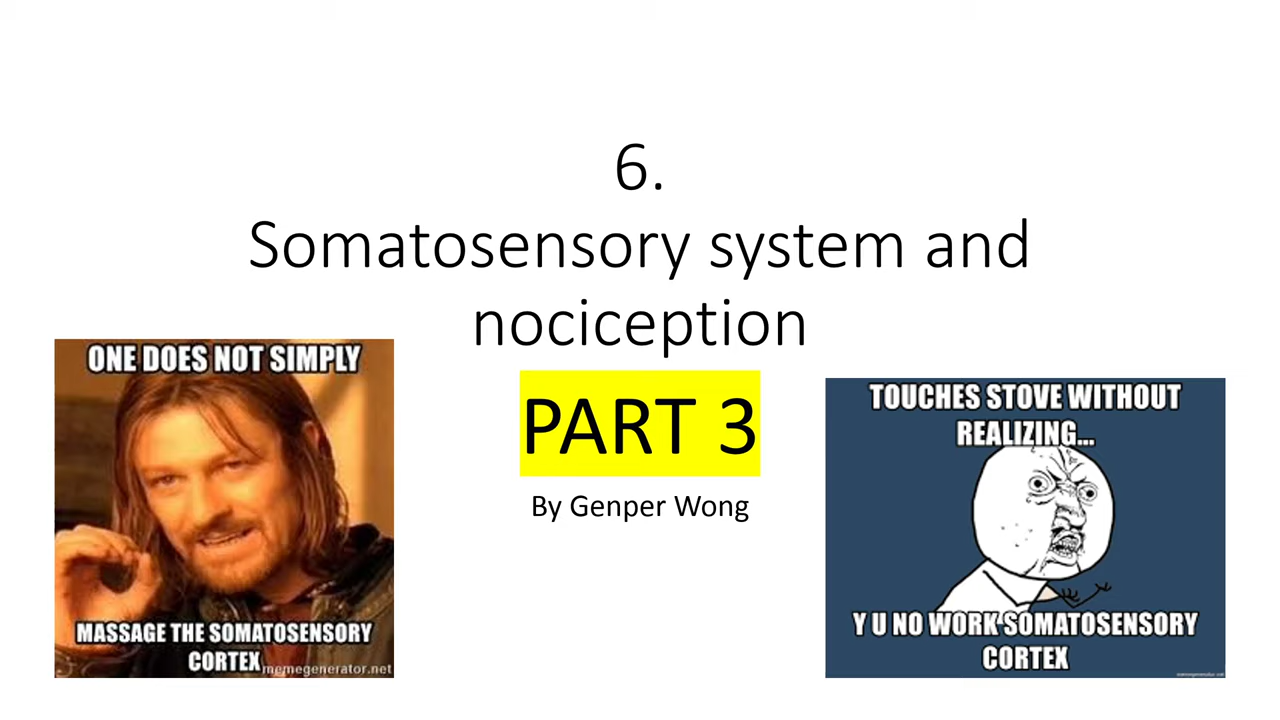 6.
Somatosensory system and
nociception
PART 3
By Genper Wong
ONE DOES NOT SIMPLY
MASSAGE THE SOMATOSENSORY
CORTEX
memegenerator.net
TOUCHES STOVE WITHOUT
REALIZING...
Y U NO WORK SOMATOSENSORY
CORTEX